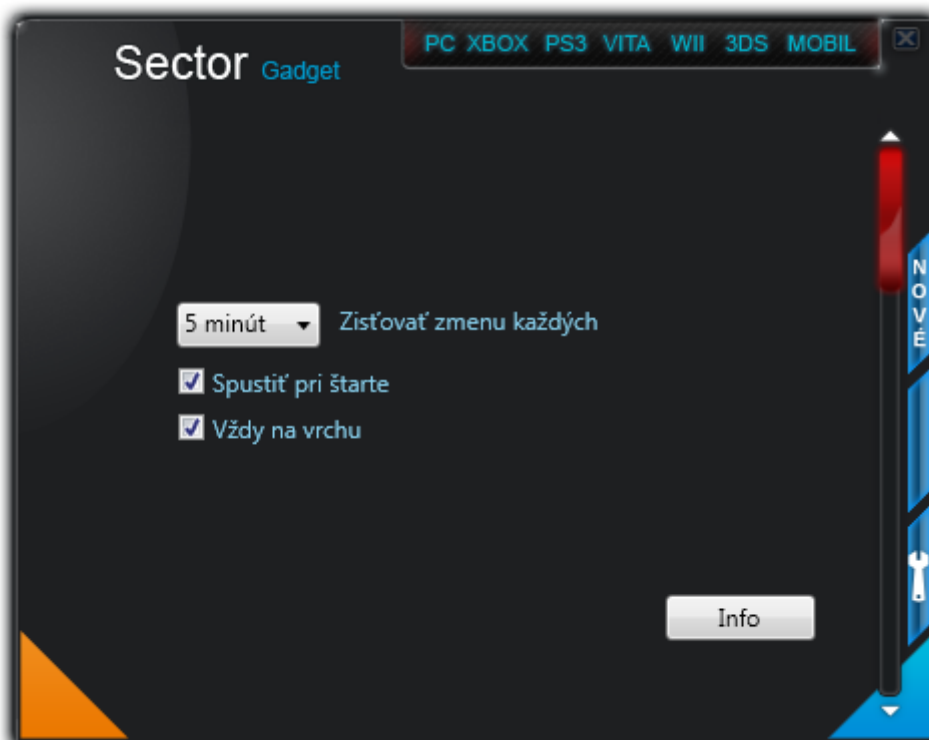 Sector Gadget
PC XBOX PS3 VITA WII 3DS MOBIL
NOVÉ
5 minút Zisťovať zmenu každých
Spustiť pri štarte
Vždy na vrchu
Info